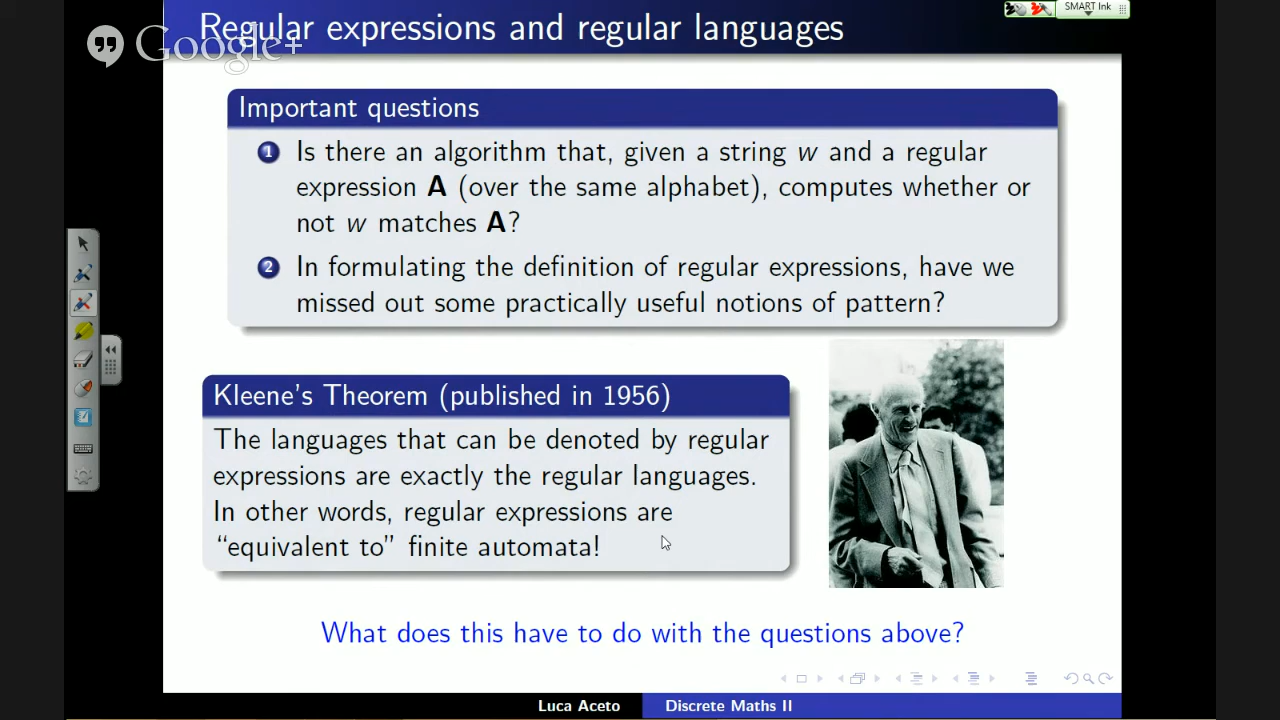 Regular expressions and regular languages
Google+
SMART Ink
Important questions
1 Is there an algorithm that, given a string w and a regular
expression A (over the same alphabet), computes whether or
not w matches A?
2 In formulating the definition of regular expressions, have we
missed out some practically useful notions of pattern?
Kleene's Theorem (published in 1956)
The languages that can be denoted by regular
expressions are exactly the regular languages.
In other words, regular expressions are
“equivalent to” finite automata!
What does this have to do with the questions above?
Luca Aceto
Discrete Maths II